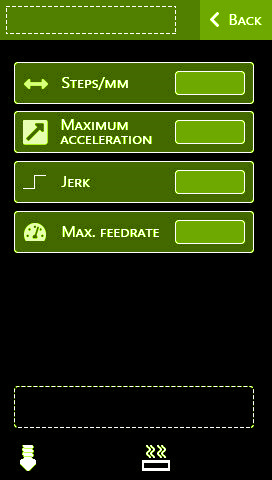 Back
Steps/mm
Maximum
acceleration
Jerk
Max. feedrate